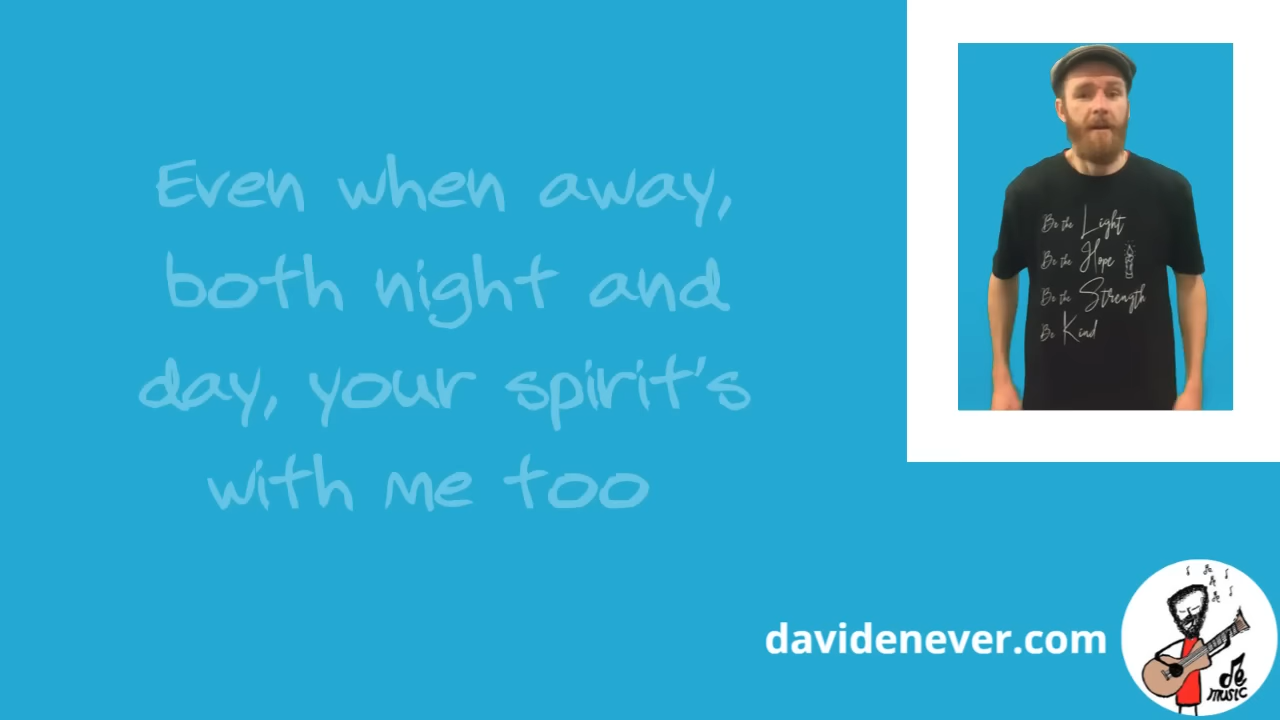 Even when away,
both night and
day, your spirit's
with me too
Be the Light
Be the Hope
Be the Strength
Be Kind
davidenever.com
de
music